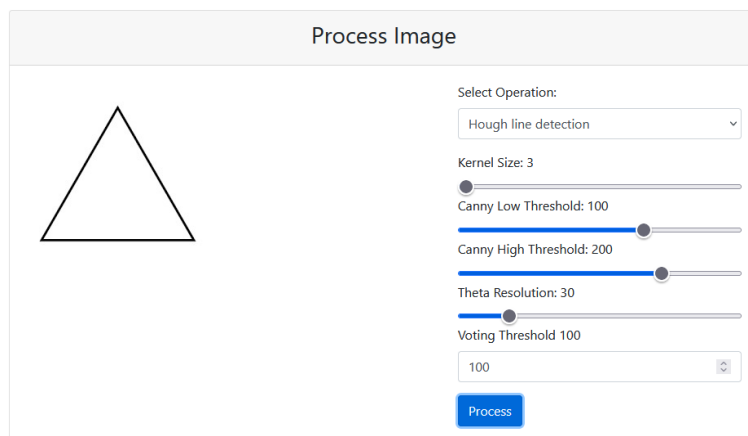 Process Image
Select Operation:
Hough line detection
Kernel Size: 3
Canny Low Threshold: 100
Canny High Threshold: 200
Theta Resolution: 30
Voting Threshold 100
100
Process